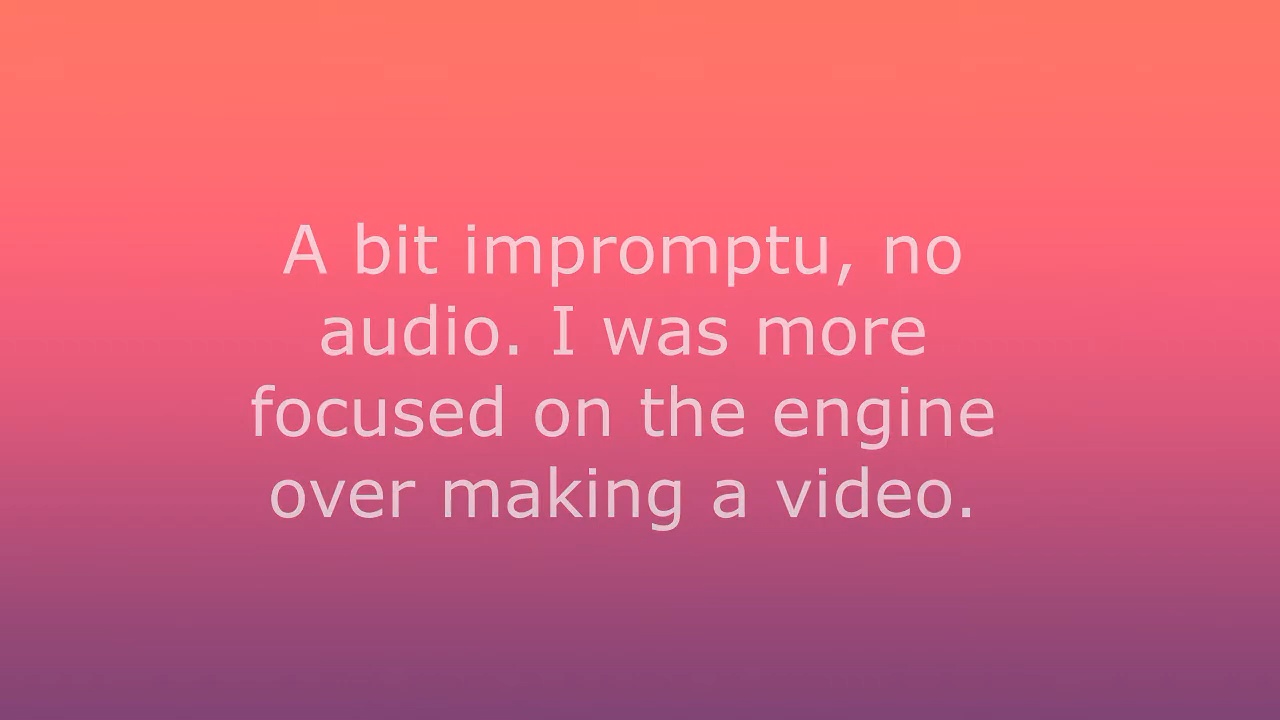 A bit impromptu, no
audio. I was more
focused on the engine
over making a video.